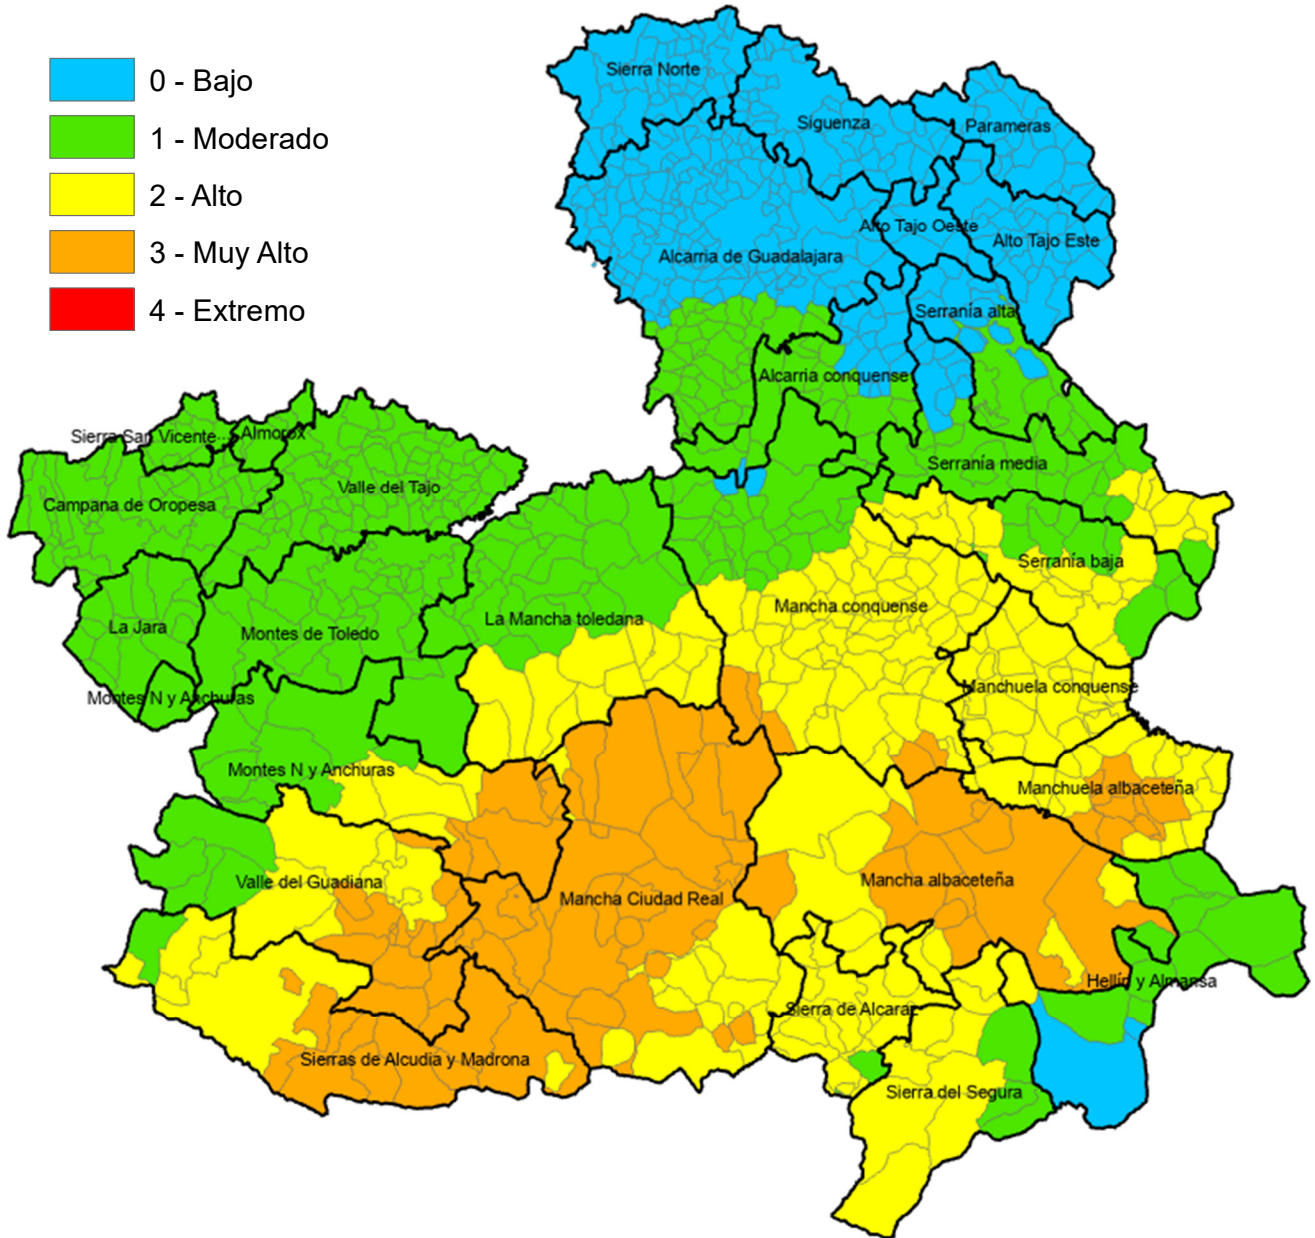 0 - Bajo
1 - Moderado
2 - Alto
3 - Muy Alto
4 - Extremo
Sierra Norte
Siguenza
Parameras
Alto Tajo Oeste
Alto Tajo Este
Alcarria de Guadalajara
Serranía alta
Alcarria conquense
Sierra San Vicente
Almorox
Serranía media
Valle del Tajo
Campana de Oropesa
Serranía baja
Mancha conquense
La Mancha toledana
La Jara
Montes de Toledo
Manchuela conquense
Montes N y Anchuras
Montes N y Anchuras
Manchuela albaceteña
Valle del Guadiana
Mancha albaceteña
Mancha Ciudad Real
Hellín y Almansa
Sierra de Alcaraz
Sierras de Alcudia y Madrona
Sierra del Segura